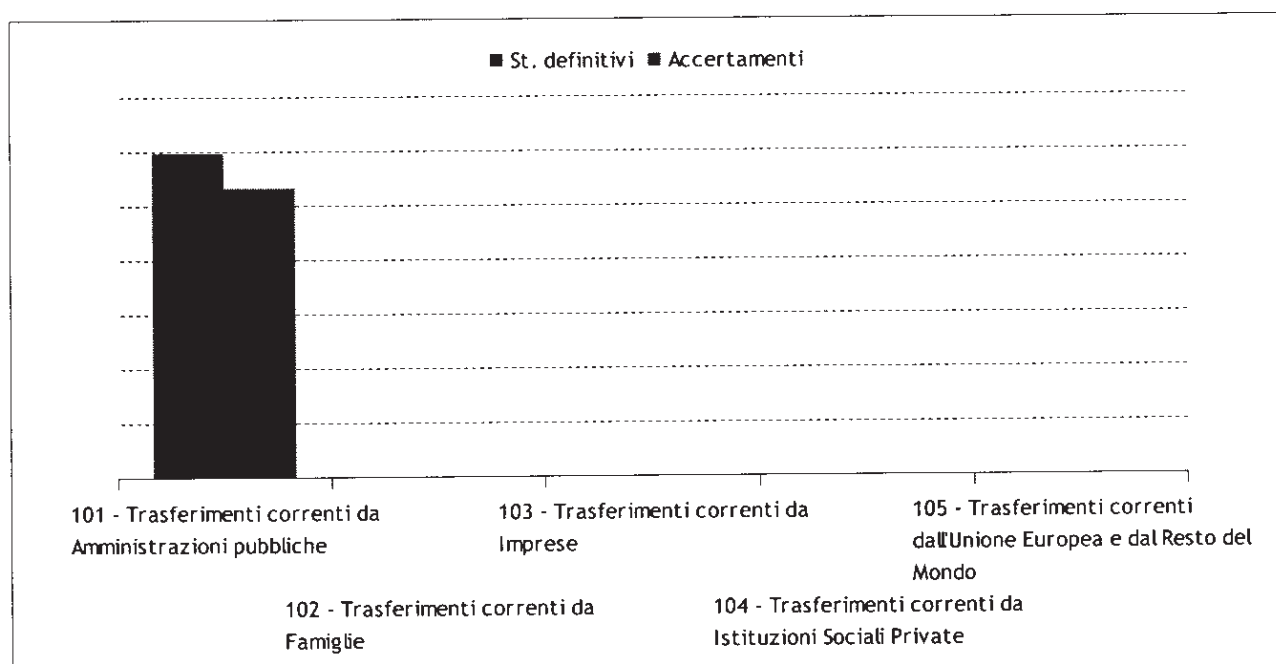 St. definitivi Accertamenti
101 - Trasferimenti correnti da
Amministrazioni pubbliche
102 - Trasferimenti correnti da
Famiglie
103 - Trasferimenti correnti da
Imprese
104 - Trasferimenti correnti da
Istituzioni Sociali Private
105 - Trasferimenti correnti
dall'Unione Europea e dal Resto del
Mondo